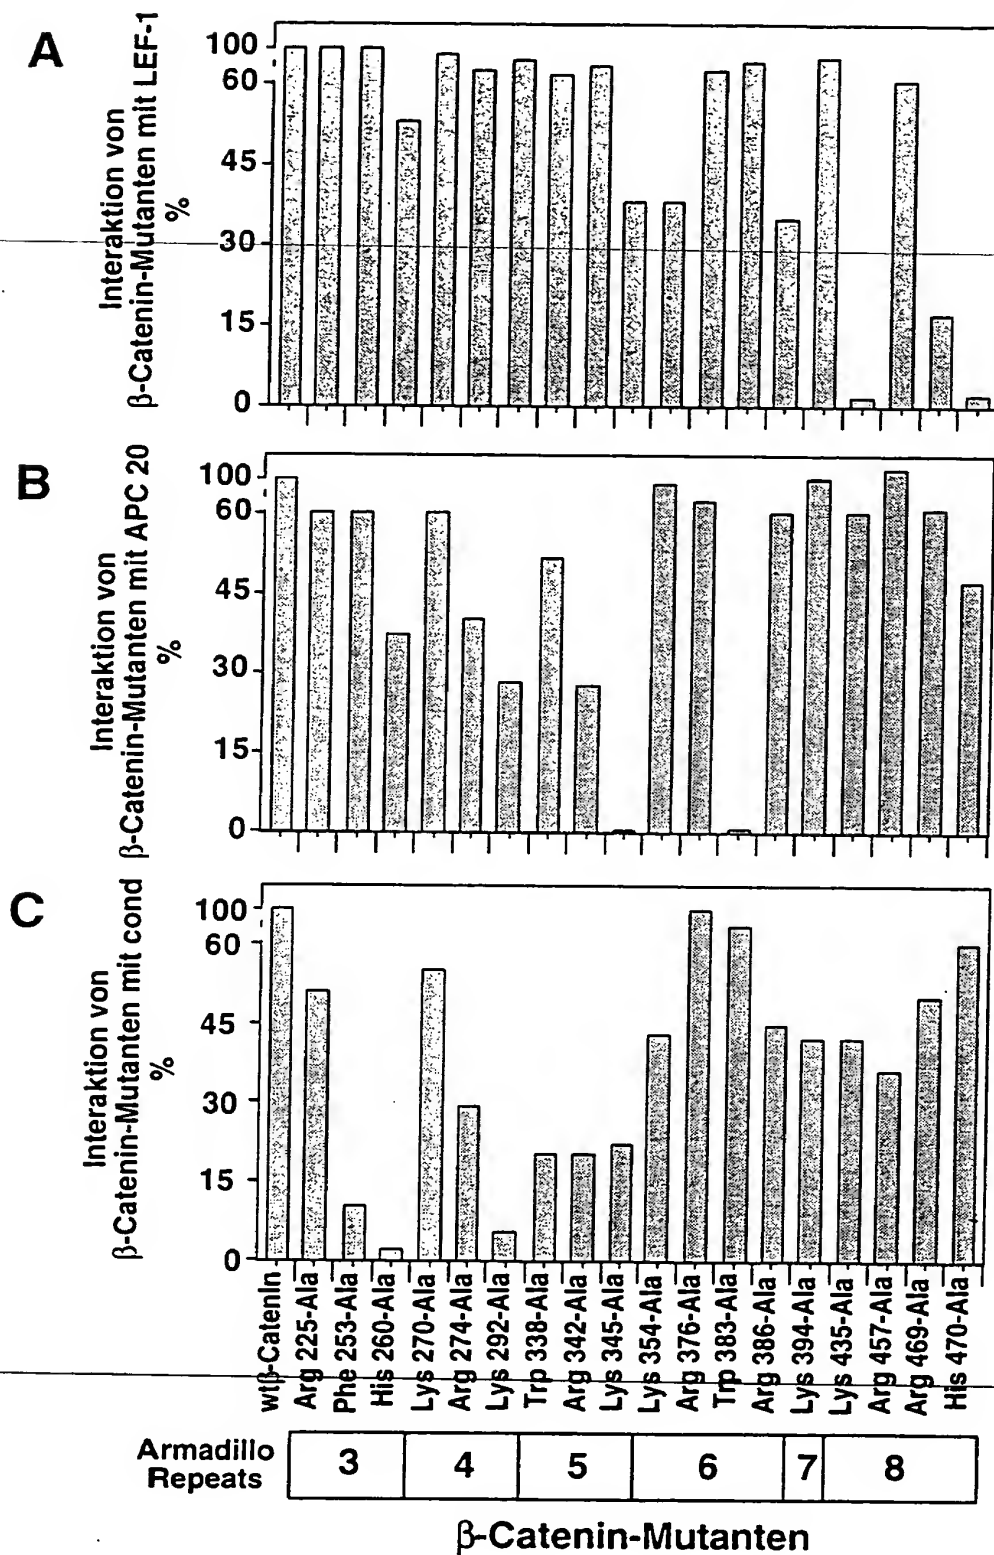 A
Interaktion von
β-Catenin-Mutanten mit LEF-1
%
100
60
45
30
15
0
B
Interaktion von
β-Catenin-Mutanten mit APC 20
%
100
60
45
30
15
0
C
Interaktion von
β-Catenin-Mutanten mit cond
%
100
60
45
30
15
0
wtβ-Catenin
Arg 225-Ala
Phe 253-Ala
His 260-Ala
Lys 270-Ala
Arg 274-Ala
Lys 292-Ala
Trp 338-Ala
Arg 342-Ala
Lys 345-Ala
Lys 354-Ala
Arg 376-Ala
Trp 383-Ala
Arg 386-Ala
Lys 394-Ala
Lys 435-Ala
Arg 457-Ala
Arg 469-Ala
His 470-Ala
Armadillo
Repeats
3 4 5 6 7 8
β-Catenin-Mutanten